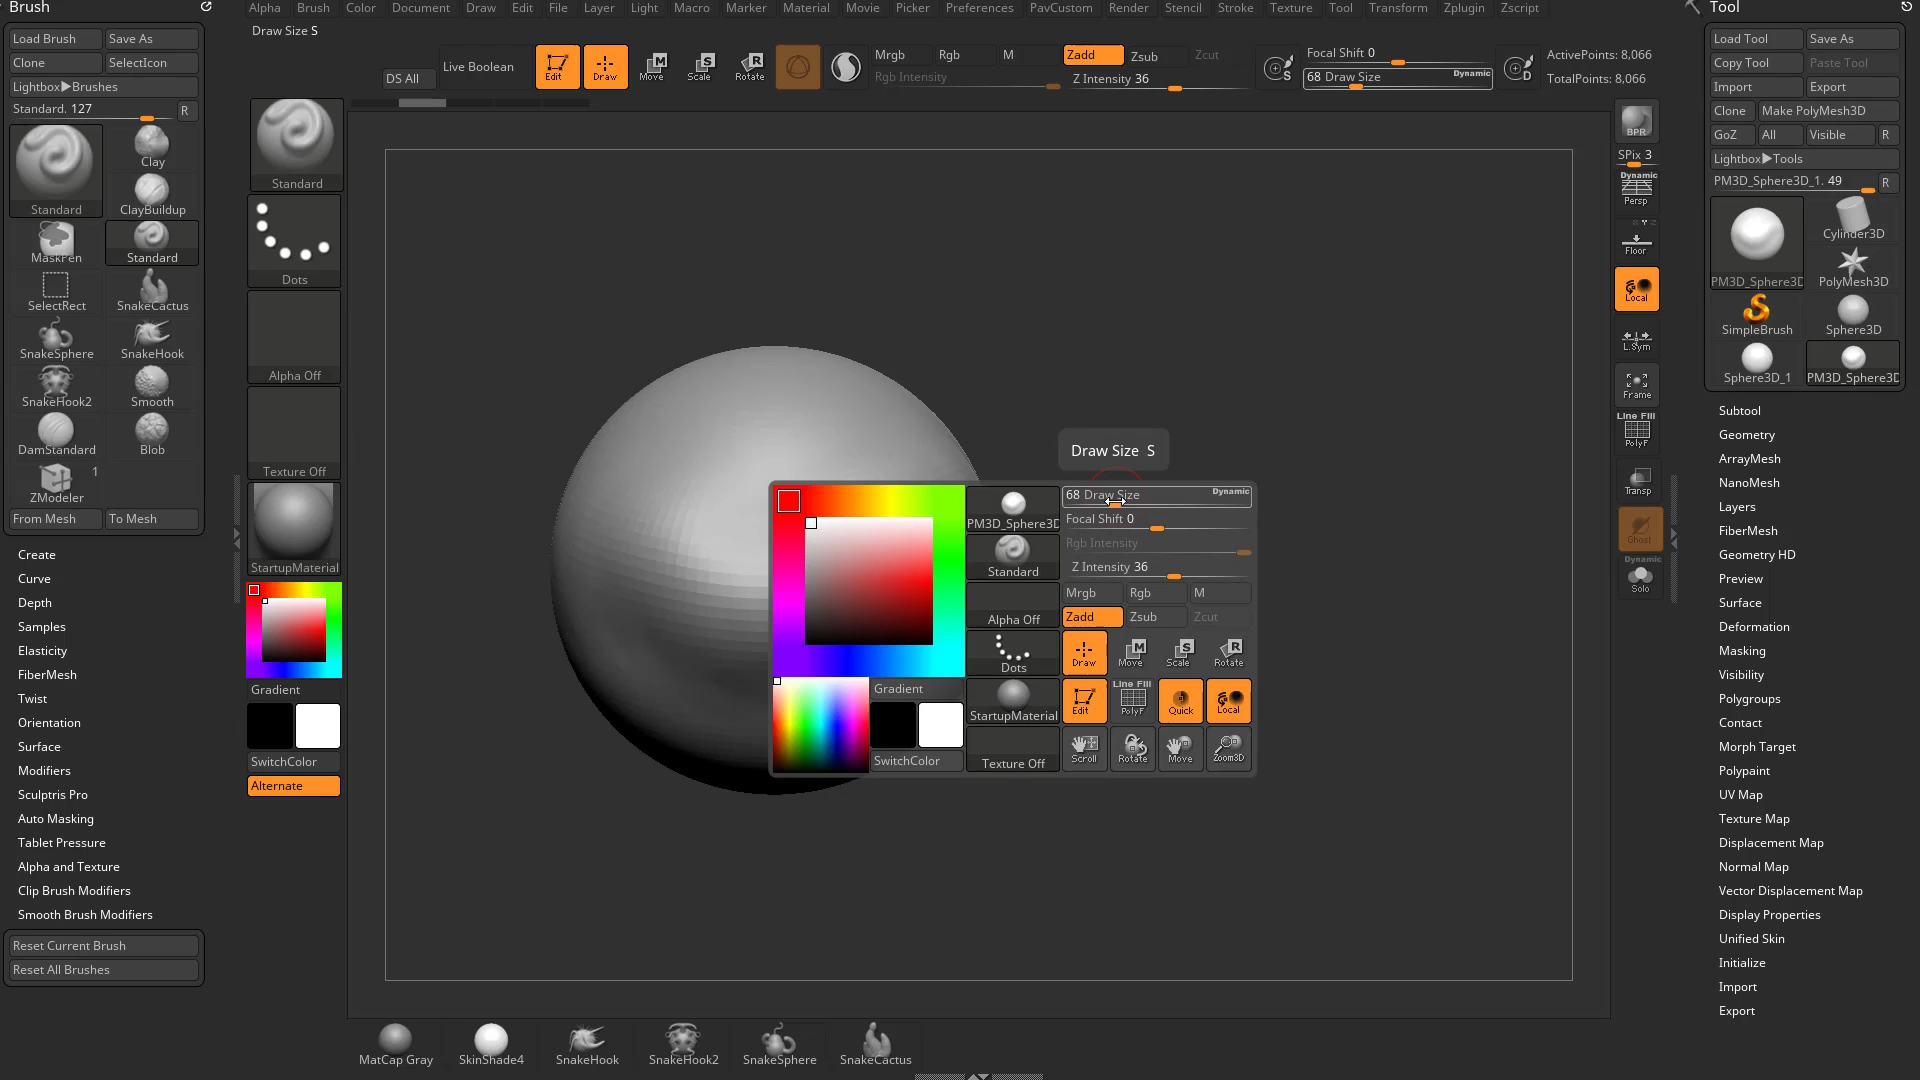 Brush
Load Brush
Save As
Clone
SelectIcon
Lightbox▶Brushes
Standard. 127
R
Standard
Clay
ClayBuildup
MaskPen
Standard
SelectRect
SnakeCactus
SnakeSphere
SnakeHook
SnakeHook2
Smooth
DamStandard
Blob
ZModeler
1
From Mesh
To Mesh
Create
Curve
Depth
Samples
Elasticity
FiberMesh
Twist
Orientation
Surface
Modifiers
Sculptris Pro
Auto Masking
Tablet Pressure
Alpha and Texture
Clip Brush Modifiers
Smooth Brush Modifiers
Reset Current Brush
Reset All Brushes
Alpha
Brush
Color
Document
Draw
Edit
File
Layer
Light
Macro
Marker
Material
Movie
Picker
Preferences
PavCustom
Render
Stencil
Stroke
Texture
Tool
Transform
Zplugin
Zscript
Draw Size S
DS All
Live Boolean
Edit
Draw
Move
Scale
Rotate
Mrgb
Rgb
M
Rgb Intensity
Zadd
Zsub
Zcut
Z Intensity 36
Focal Shift 0
68 Draw Size
Dynamic
ActivePoints: 8,066
TotalPoints: 8,066
Standard
Dots
Alpha Off
Texture Off
StartupMaterial
Gradient
SwitchColor
Alternate
Draw Size S
PM3D_Sphere3D
Standard
Alpha Off
Dots
StartupMaterial
Texture Off
Gradient
SwitchColor
68 Draw Size
Dynamic
Focal Shift 0
Rgb Intensity
Z Intensity 36
Mrgb
Rgb
M
Zadd
Zsub
Zcut
Draw
Move
Scale
Rotate
Edit
Line Fill
PolyF
Quick
Local
Scroll
Rotate
Move
Zoom3D
MatCap Gray
SkinShade4
SnakeHook
SnakeHook2
SnakeSphere
SnakeCactus
BPR
SPix 3
Dynamic
Persp
Floor
Local
L.Sym
Frame
Line Fill
PolyF
Transp
Ghost
Dynamic
Solo
Tool
Load Tool
Save As
Copy Tool
Paste Tool
Import
Export
Clone
Make PolyMesh3D
GoZ
All
Visible
R
Lightbox▶Tools
PM3D_Sphere3D_1. 49
R
PM3D_Sphere3D
Cylinder3D
PolyMesh3D
SimpleBrush
Sphere3D
Sphere3D_1
PM3D_Sphere3D
Subtool
Geometry
ArrayMesh
NanoMesh
Layers
FiberMesh
Geometry HD
Preview
Surface
Deformation
Masking
Visibility
Polygroups
Contact
Morph Target
Polypaint
UV Map
Texture Map
Displacement Map
Normal Map
Vector Displacement Map
Display Properties
Unified Skin
Initialize
Import
Export